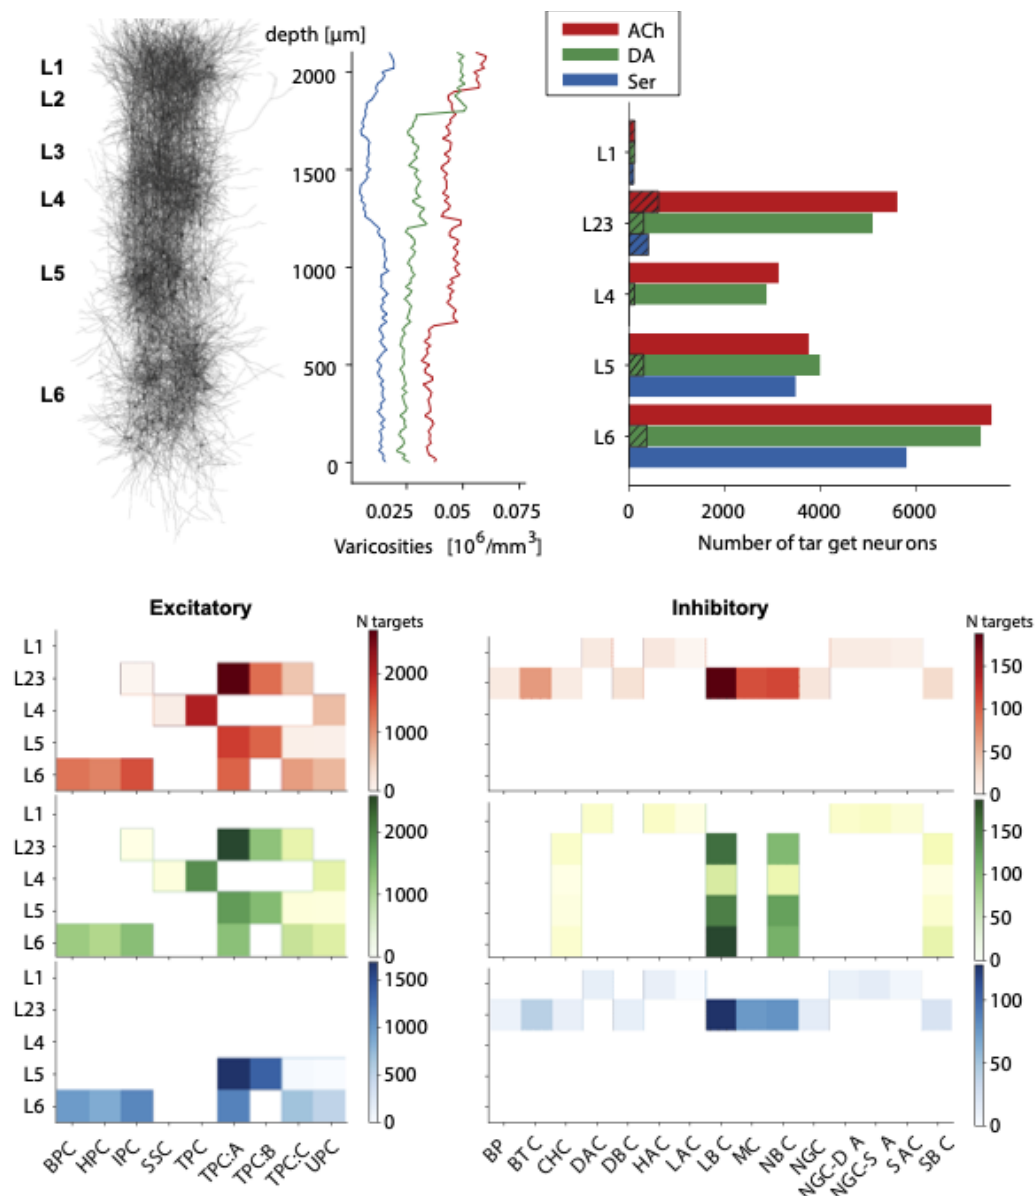 L1
L2
L3
L4
L5
L6
depth [μm]
2000
1500
1000
500
0
0.025 0.05 0.075
Varicosities [10⁶/mm³]
ACh
DA
Ser
L1
L23
L4
L5
L6
0 2000 4000 6000
Number of tar get neurons
Excitatory
N targets
L1
L23
L4
L5
L6
2000
1000
0
L1
L23
L4
L5
L6
2000
1000
0
L1
L23
L4
L5
L6
1500
1000
500
0
BPC HPC IPC SSC TPC TPC:A TPC:B TPC:C UPC
Inhibitory
N targets
150
100
50
0
150
100
50
0
100
50
0
BP BT C CHC DA C DB C HA C L AC LB C MC NB C NGC NGC-D A NGC-S A S AC SB C